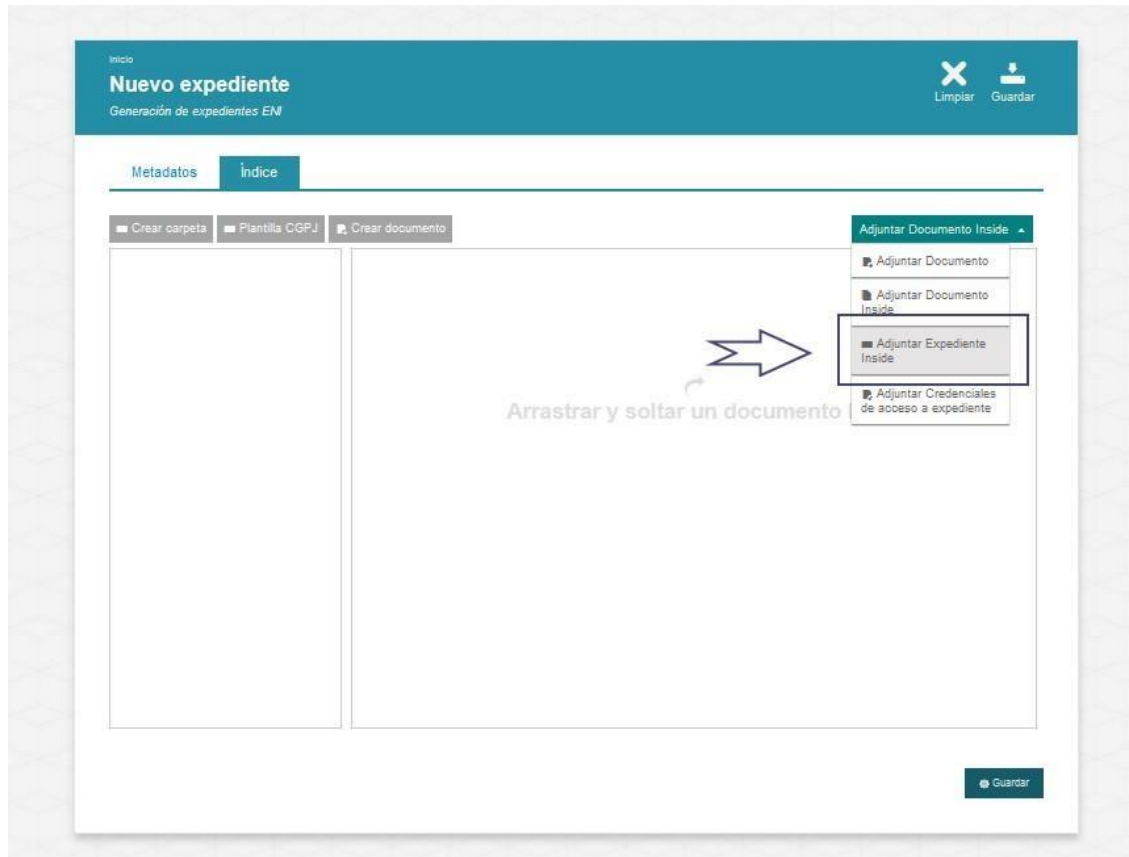 Inicio
Nuevo expediente
Generación de expedientes ENI
Limpiar Guardar
Metadatos Índice
Crear carpeta Plantilla CGPJ Crear documento
Adjuntar Documento Inside
Adjuntar Documento
Adjuntar Documento
Inside
Adjuntar Expediente
Inside
Adjuntar Credenciales
de acceso a expediente
Arrastrar y soltar un documento
Guardar